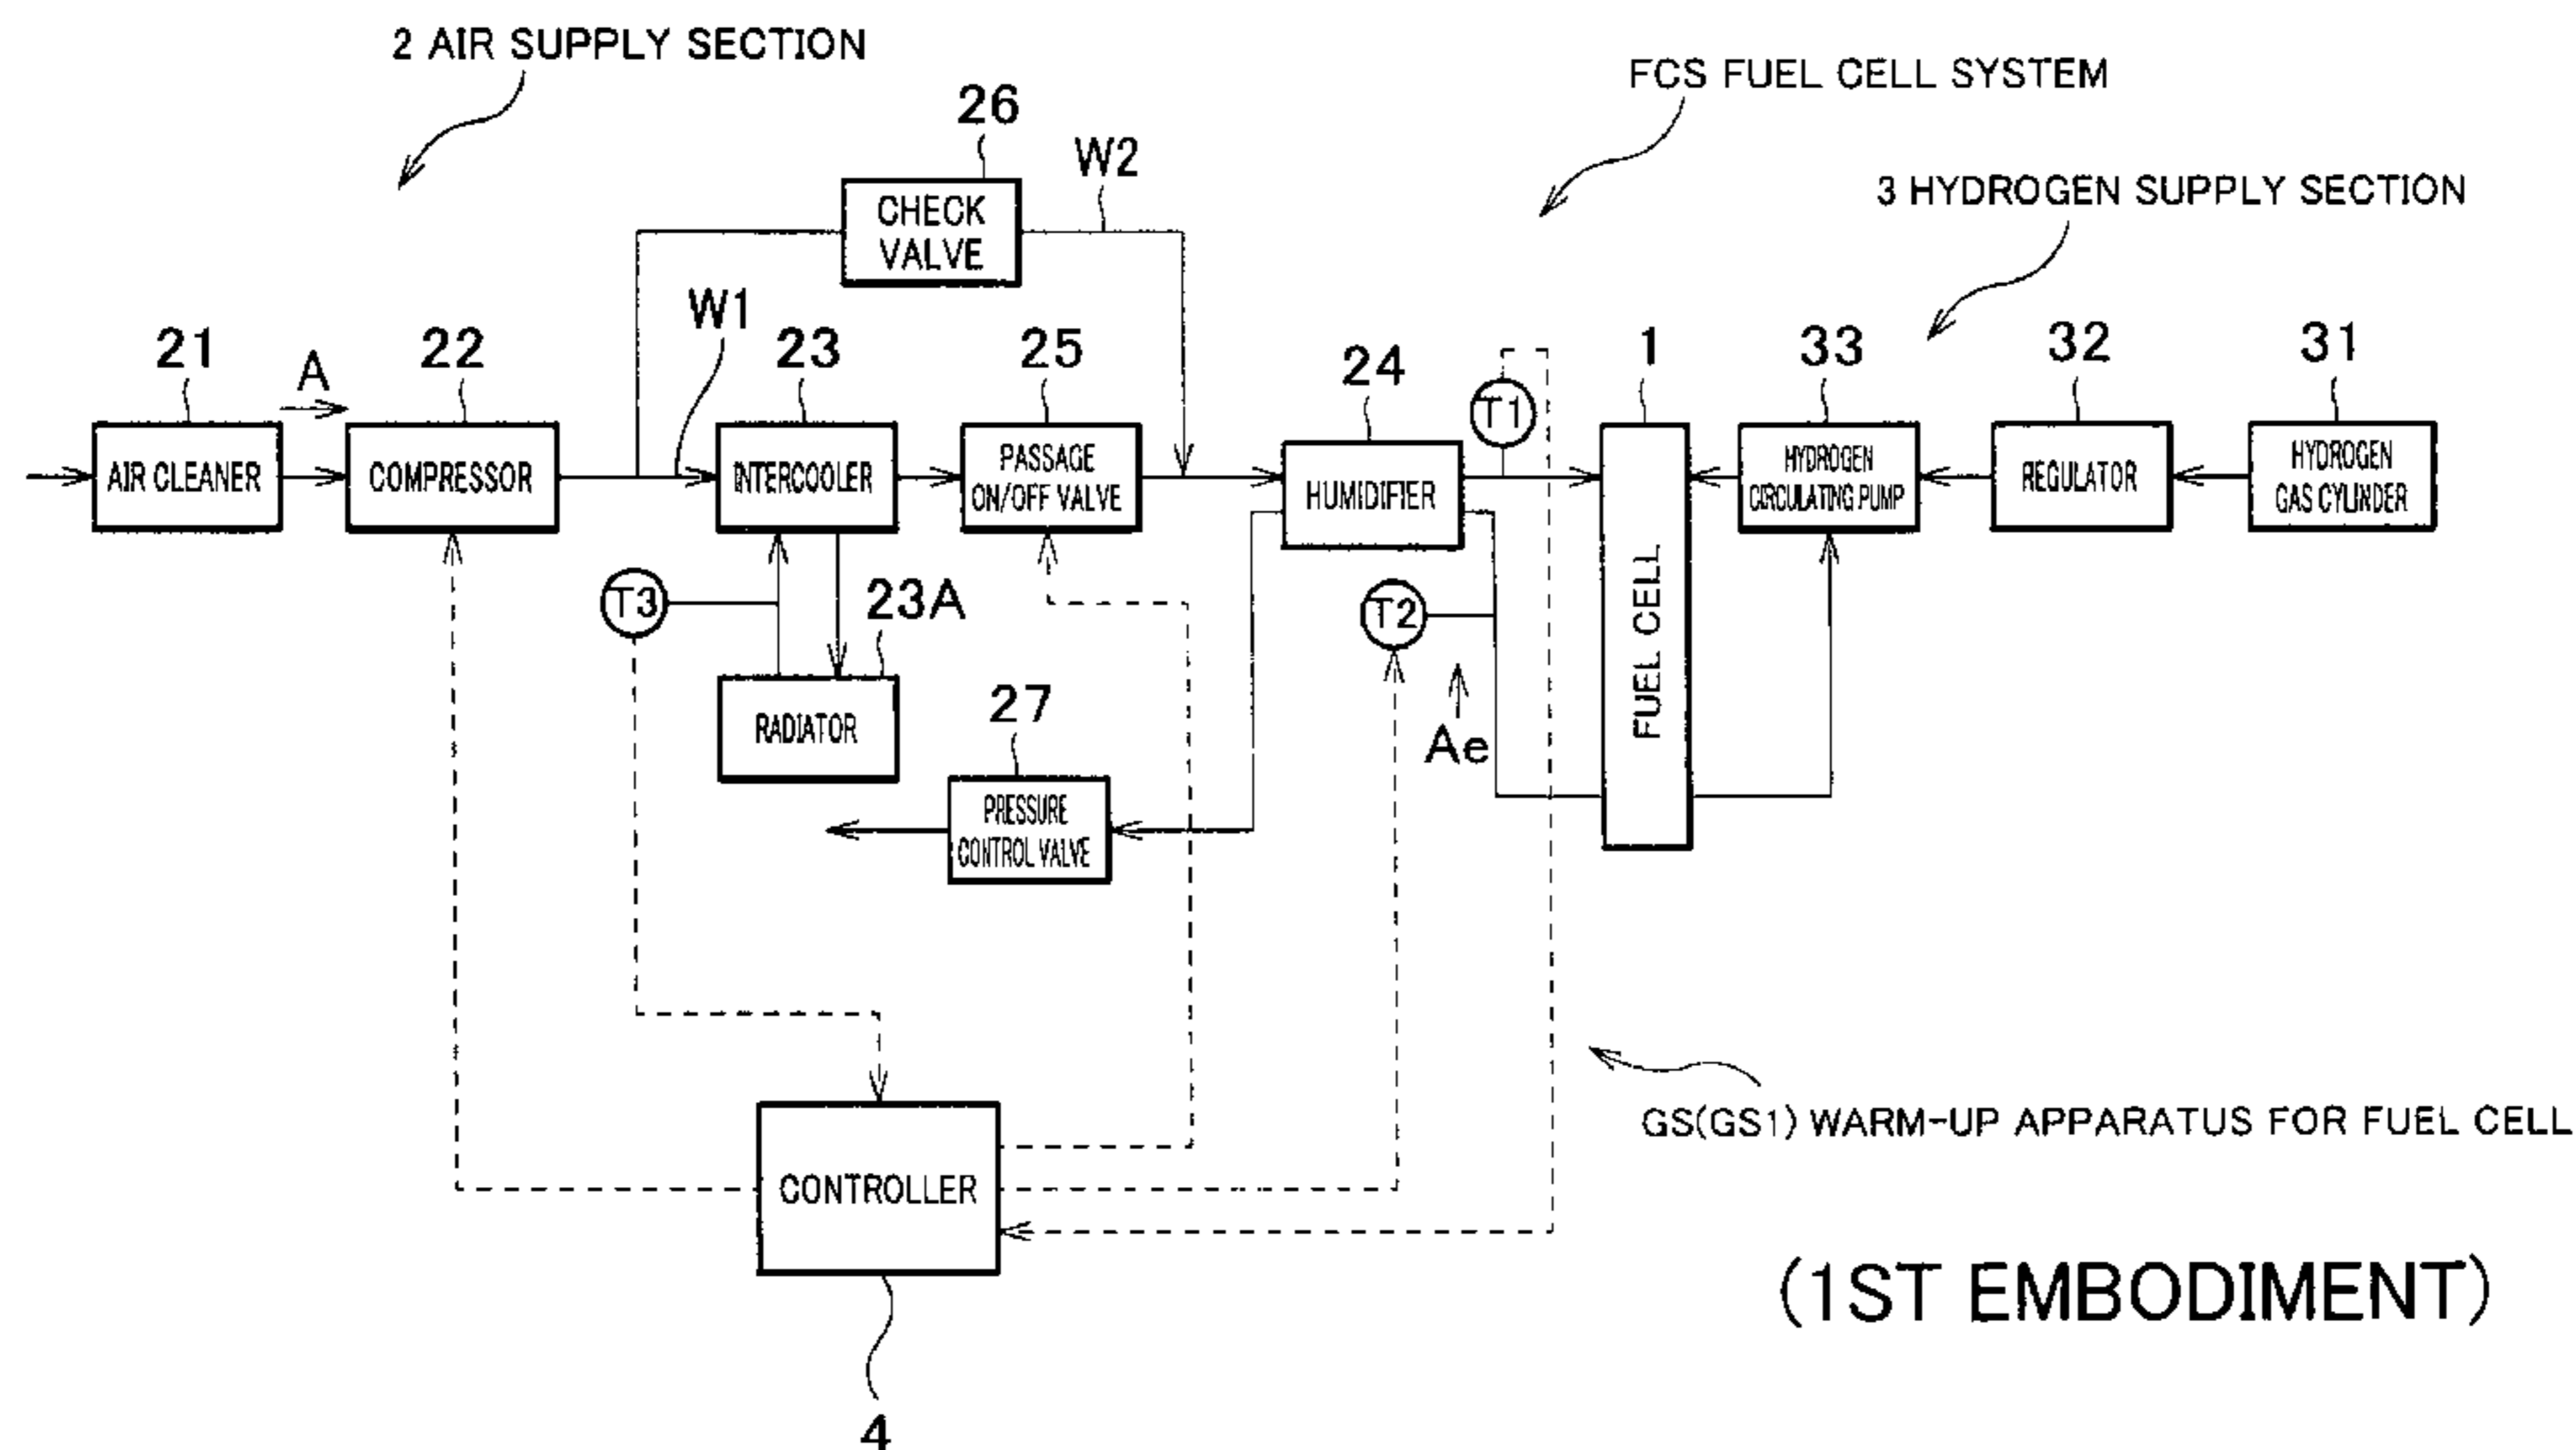 2 AIR SUPPLY SECTION
FCS FUEL CELL SYSTEM
3 HYDROGEN SUPPLY SECTION
26
CHECK
VALVE
W2
W1
21
AIR CLEANER
A
22
COMPRESSOR
23
INTERCOOLER
25
PASSAGE
ON/OFF VALVE
24
HUMIDIFIER
T1
1
FUEL CELL
33
HYDROGEN
CIRCULATING PUMP
32
REGULATOR
31
HYDROGEN
GAS CYLINDER
T3
23A
RADIATOR
T2
Ae
27
PRESSURE
CONTROL VALVE
GS(GS1) WARM-UP APPARATUS FOR FUEL CELL
CONTROLLER
4
(1ST EMBODIMENT)